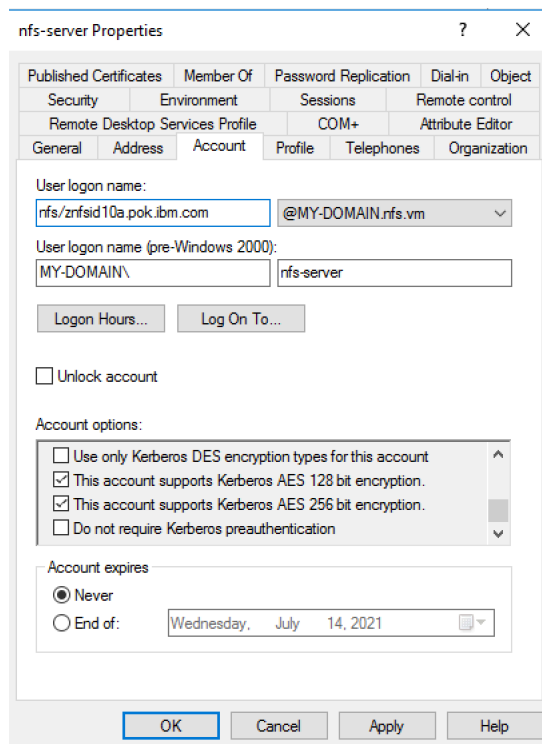 nfs-server Properties ? ×
Published Certificates Member Of Password Replication Dial-in Object
Security Environment Sessions Remote control
Remote Desktop Services Profile COM+ Attribute Editor
General Address Account Profile Telephones Organization
User logon name:
nfs/znfsid10a.pok.ibm.com @MY-DOMAIN.nfs.vm
User logon name (pre-Windows 2000):
MY-DOMAIN\ nfs-server
Logon Hours... Log On To...
Unlock account
Account options:
Use only Kerberos DES encryption types for this account
This account supports Kerberos AES 128 bit encryption.
This account supports Kerberos AES 256 bit encryption.
Do not require Kerberos preauthentication
Account expires
Never
End of: Wednesday, July 14, 2021
OK Cancel Apply Help